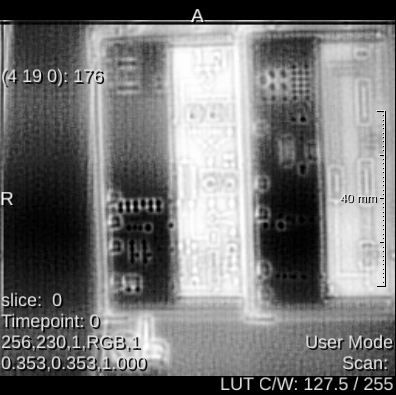 A
(4 19 0): 176
R
40 mm
slice: 0
Timepoint: 0
256,230,1,RGB,1
0.353,0.353,1.000
User Mode
Scan:
LUT C/W: 127.5 / 255